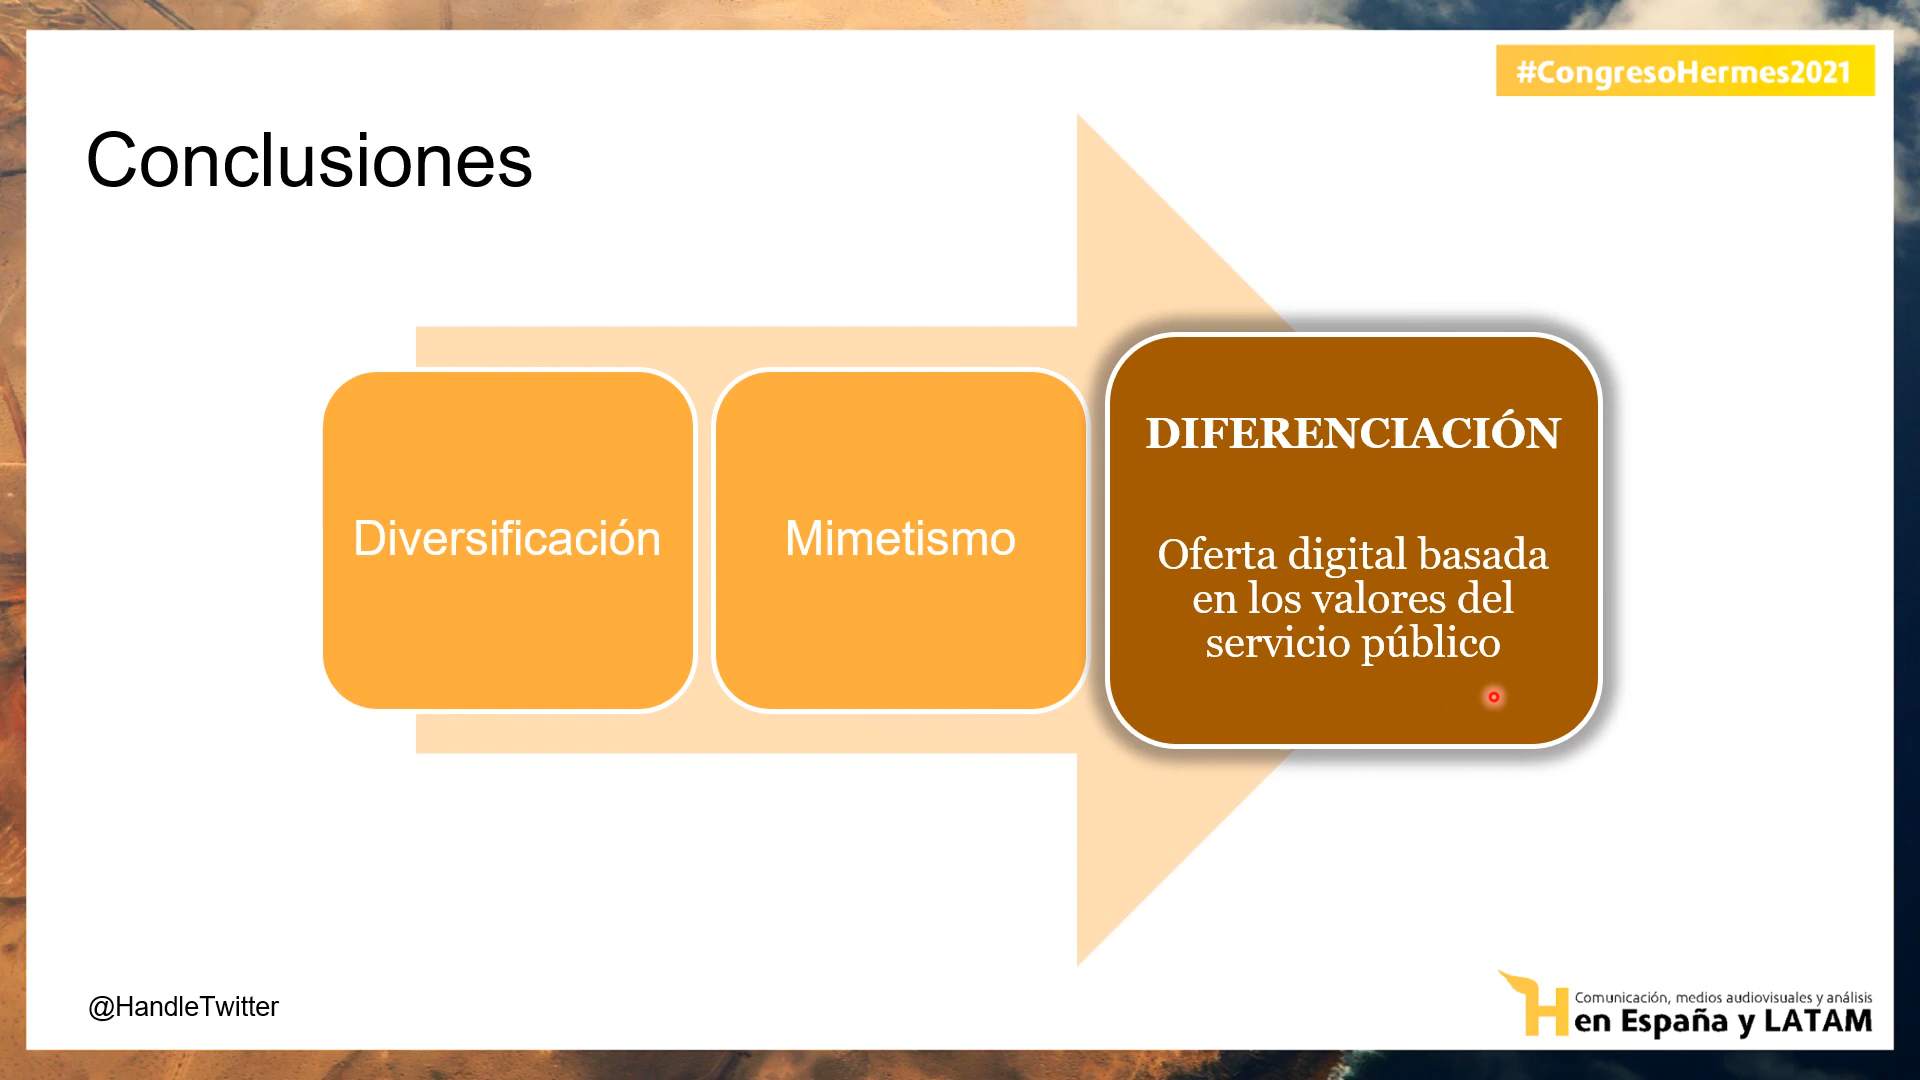 #CongresoHermes2021
Conclusiones
Diversificación
Mimetismo
DIFERENCIACIÓN
Oferta digital basada
en los valores del
servicio público
@HandleTwitter
H
Comunicación, medios audiovisuales y análisis
en España y LATAM